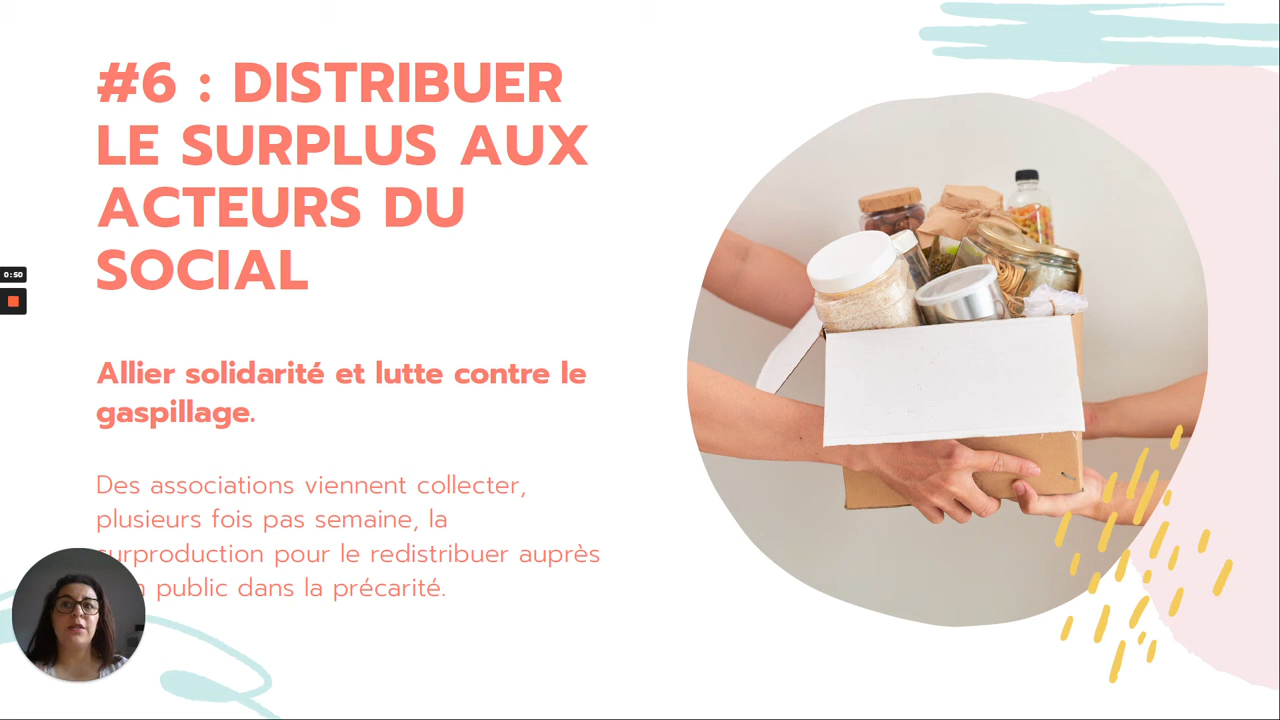 #6 : DISTRIBUER
LE SURPLUS AUX
ACTEURS DU
SOCIAL
0:50
Allier solidarité et lutte contre le
gaspillage.
Des associations viennent collecter,
plusieurs fois pas semaine, la
surproduction pour le redistribuer auprès
public dans la précarité.